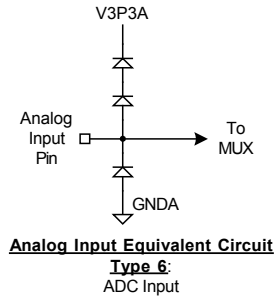 V3P3A
Analog
Input
Pin
To
MUX
GNDA
Analog Input Equivalent Circuit
Type 6:
ADC Input